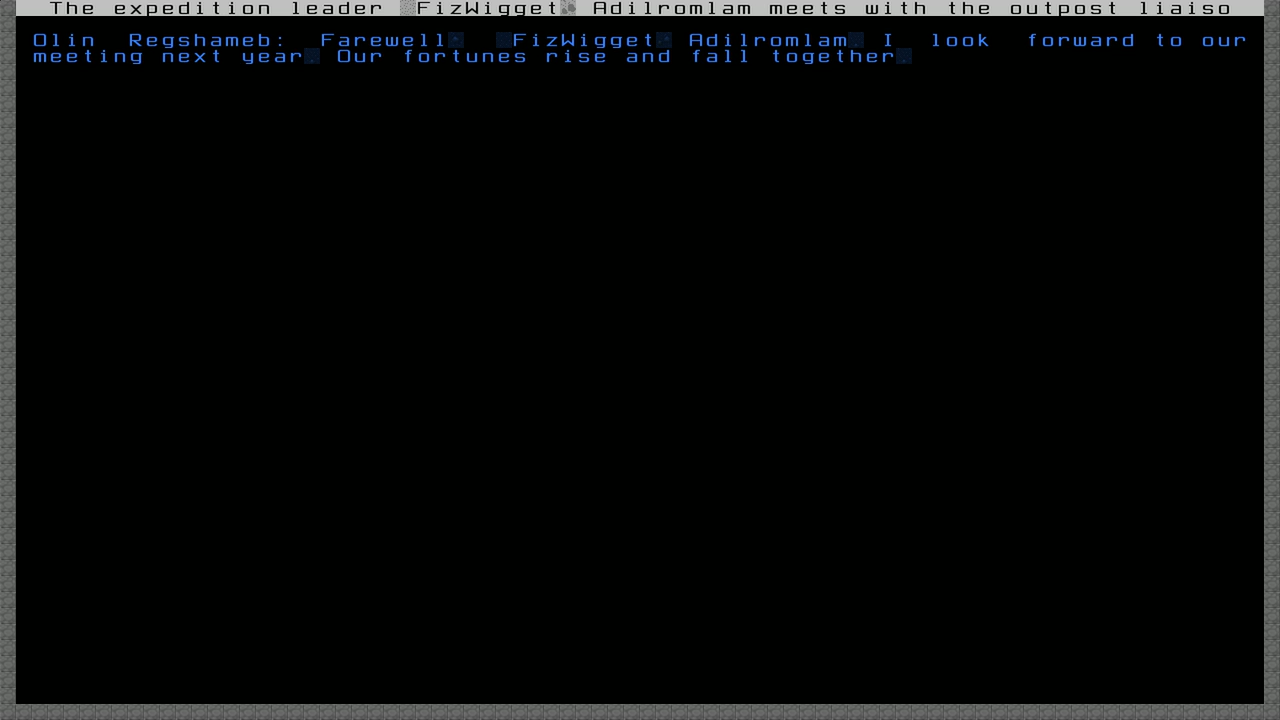 The expedition leader FizWigget Adilromlam meets with the outpost liaiso
Olin Regshameb: Farewell FizWigget Adilromlam I look forward to our
meeting next year Our fortunes rise and fall together